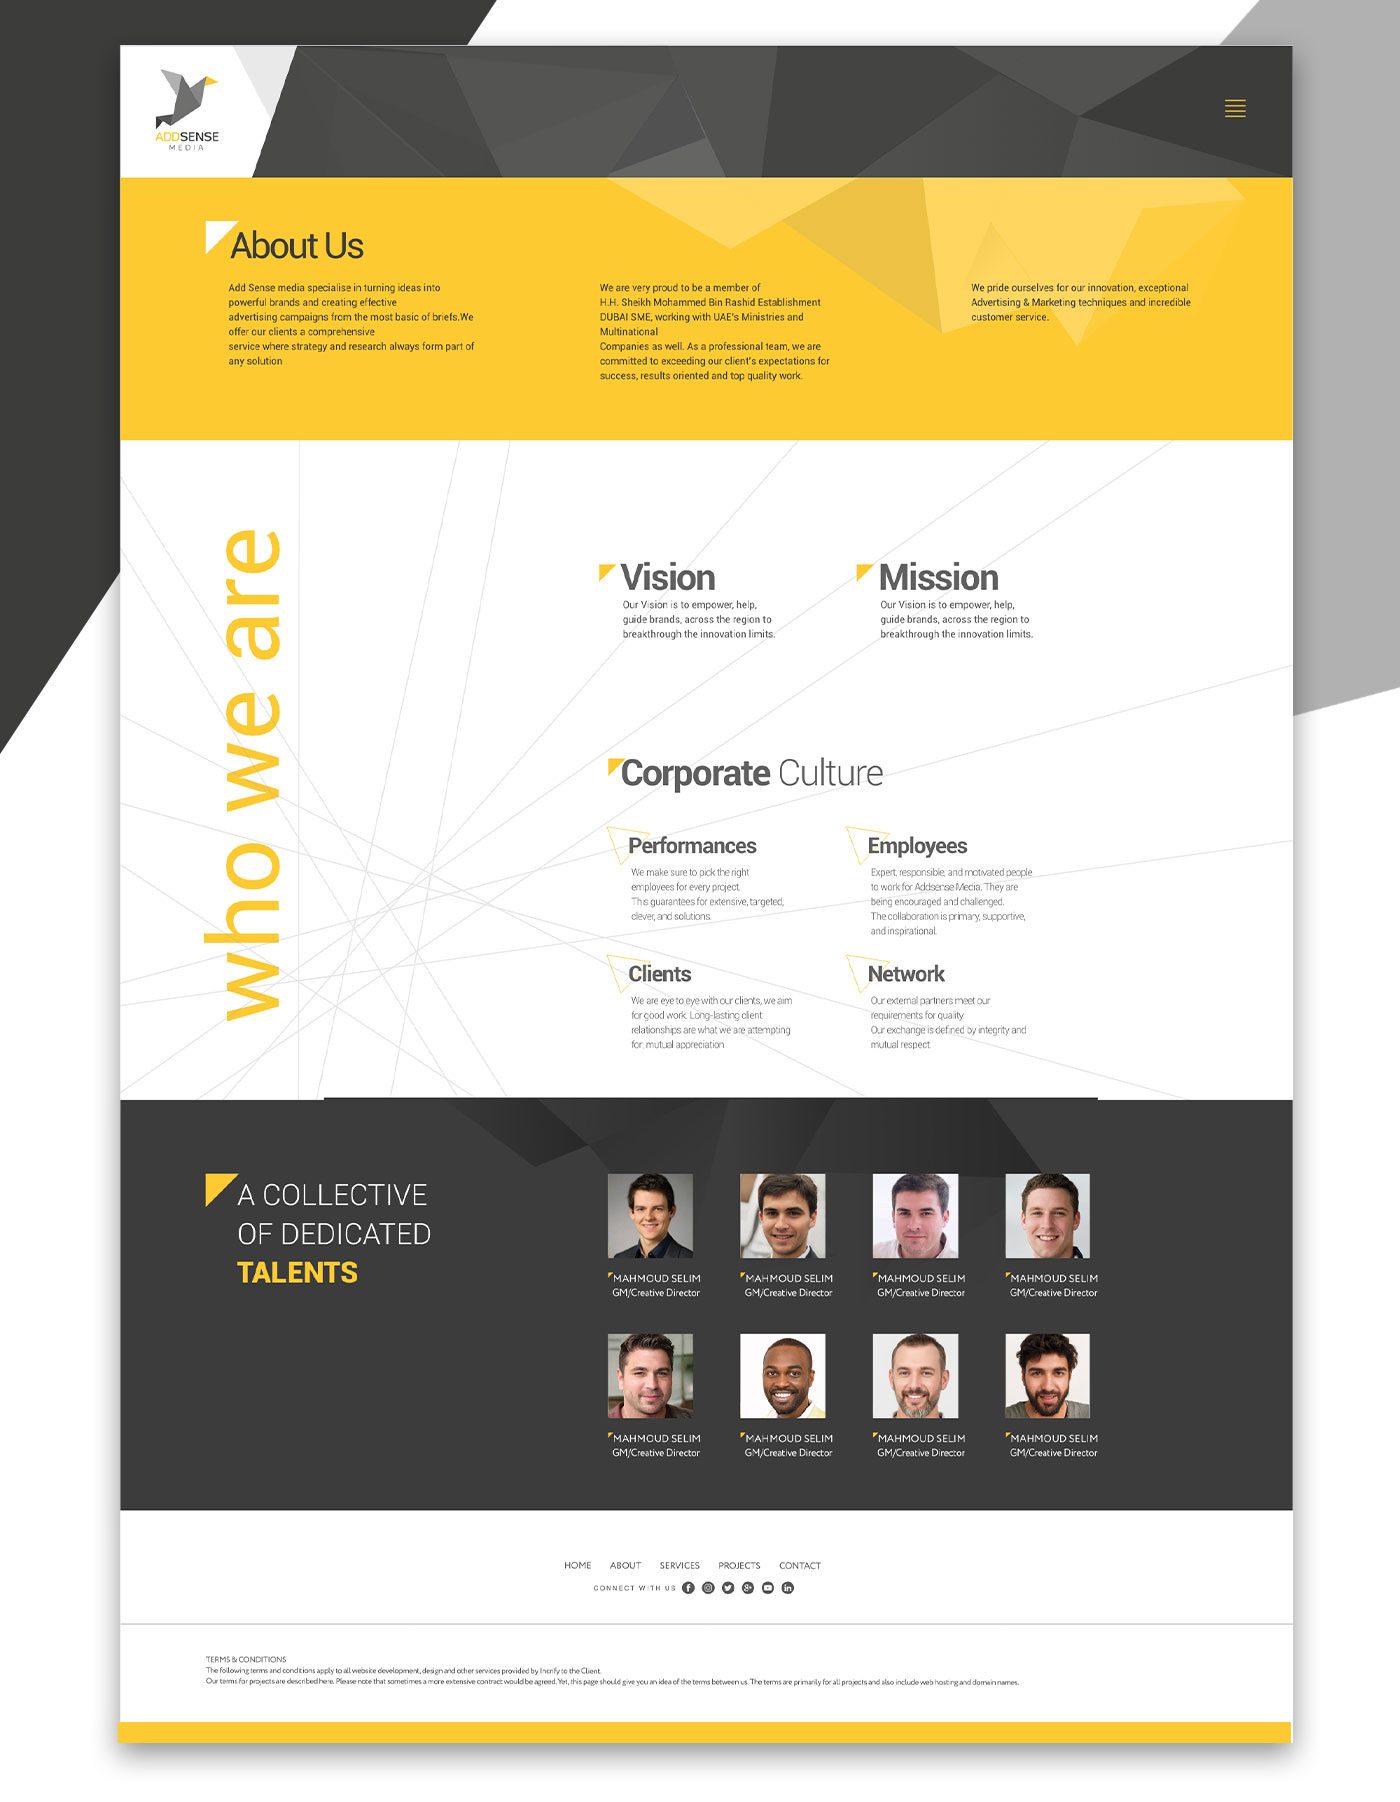 ADDSENSE
MEDIA
About Us
Add Sense media specialise in turning ideas into
powerful brands and creating effective
advertising campaigns from the most basic of briefs.We
offer our clients a comprehensive
service where strategy and research always form part of
any solution
We are very proud to be a member of
H.H. Sheikh Mohammed Bin Rashid Establishment
DUBAI SME, working with UAE's Ministries and
Multinational
Companies as well. As a professional team, we are
committed to exceeding our client's expectations for
success, results oriented and top quality work.
We pride ourselves for our innovation, exceptional
Advertising & Marketing techniques and incredible
customer service.
who we are
Vision
Our Vision is to empower, help,
guide brands, across the region to
breakthrough the innovation limits.
Mission
Our Vision is to empower, help,
guide brands, across the region to
breakthrough the innovation limits.
Corporate Culture
Performances
We make sure to pick the right
employees for every project.
This guarantees for extensive, targeted,
clever, and solutions.
Employees
Expert, responsible, and motivated people
to work for Addsense Media. They are
being encouraged and challenged.
The collaboration is primary, supportive,
and inspirational.
Clients
We are eye to eye with our clients, we aim
for good work. Long-lasting client
relationships are what we are attempting
for; mutual appreciation
Network
Our external partners meet our
requirements for quality.
Our exchange is defined by integrity and
mutual respect.
A COLLECTIVE
OF DEDICATED
TALENTS
MAHMOUD SELIM
GM/Creative Director
MAHMOUD SELIM
GM/Creative Director
MAHMOUD SELIM
GM/Creative Director
MAHMOUD SELIM
GM/Creative Director
MAHMOUD SELIM
GM/Creative Director
MAHMOUD SELIM
GM/Creative Director
MAHMOUD SELIM
GM/Creative Director
MAHMOUD SELIM
GM/Creative Director
HOME ABOUT SERVICES PROJECTS CONTACT
CONNECT WITH US
TERMS & CONDITIONS
The following terms and conditions apply to all website development, design and other services provided by Incrify to the Client.
Our terms for projects are described here. Please note that sometimes a more extensive contract would be agreed. Yet, this page should give you an idea of the terms between us. The terms are primarily for all projects and also include web hosting and domain names.